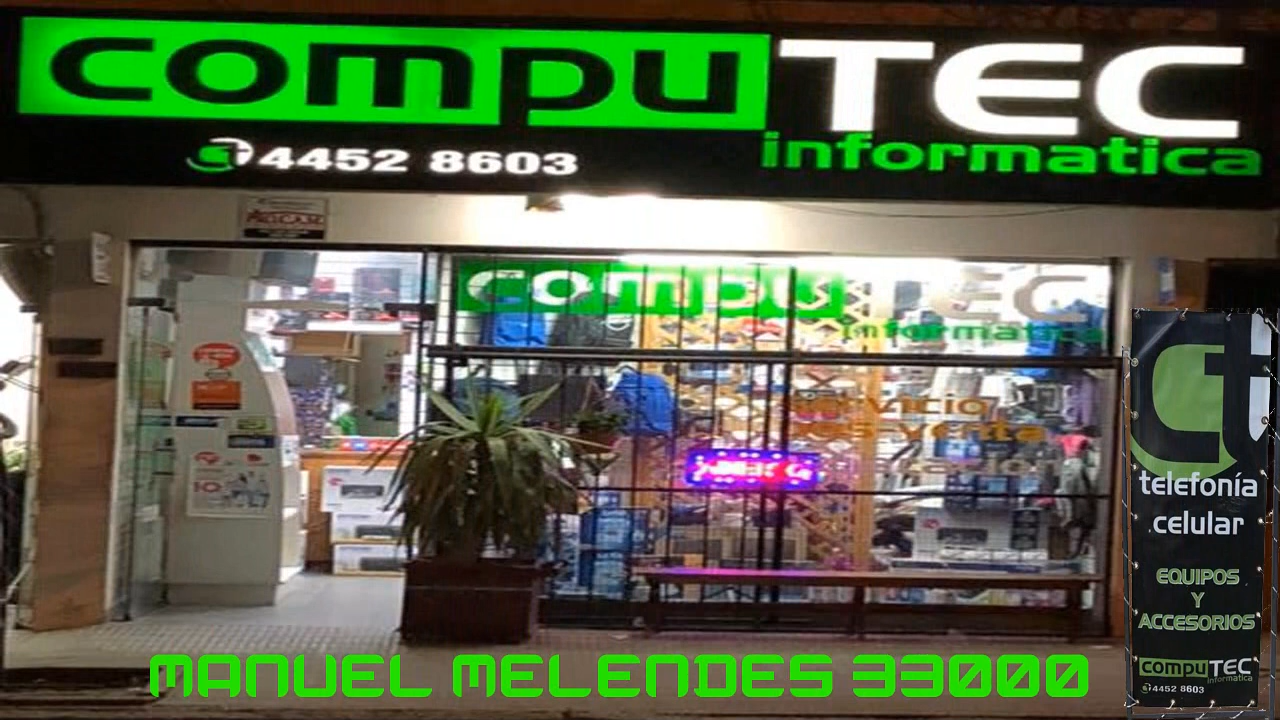 compuTEC
informatica
4452 8603
compuTEC
informatica
servicio
venta
telefonía
celular
EQUIPOS
Y
ACCESORIOS
compuTEC
informatica
4452 8603
MANUEL MELENDES 33000